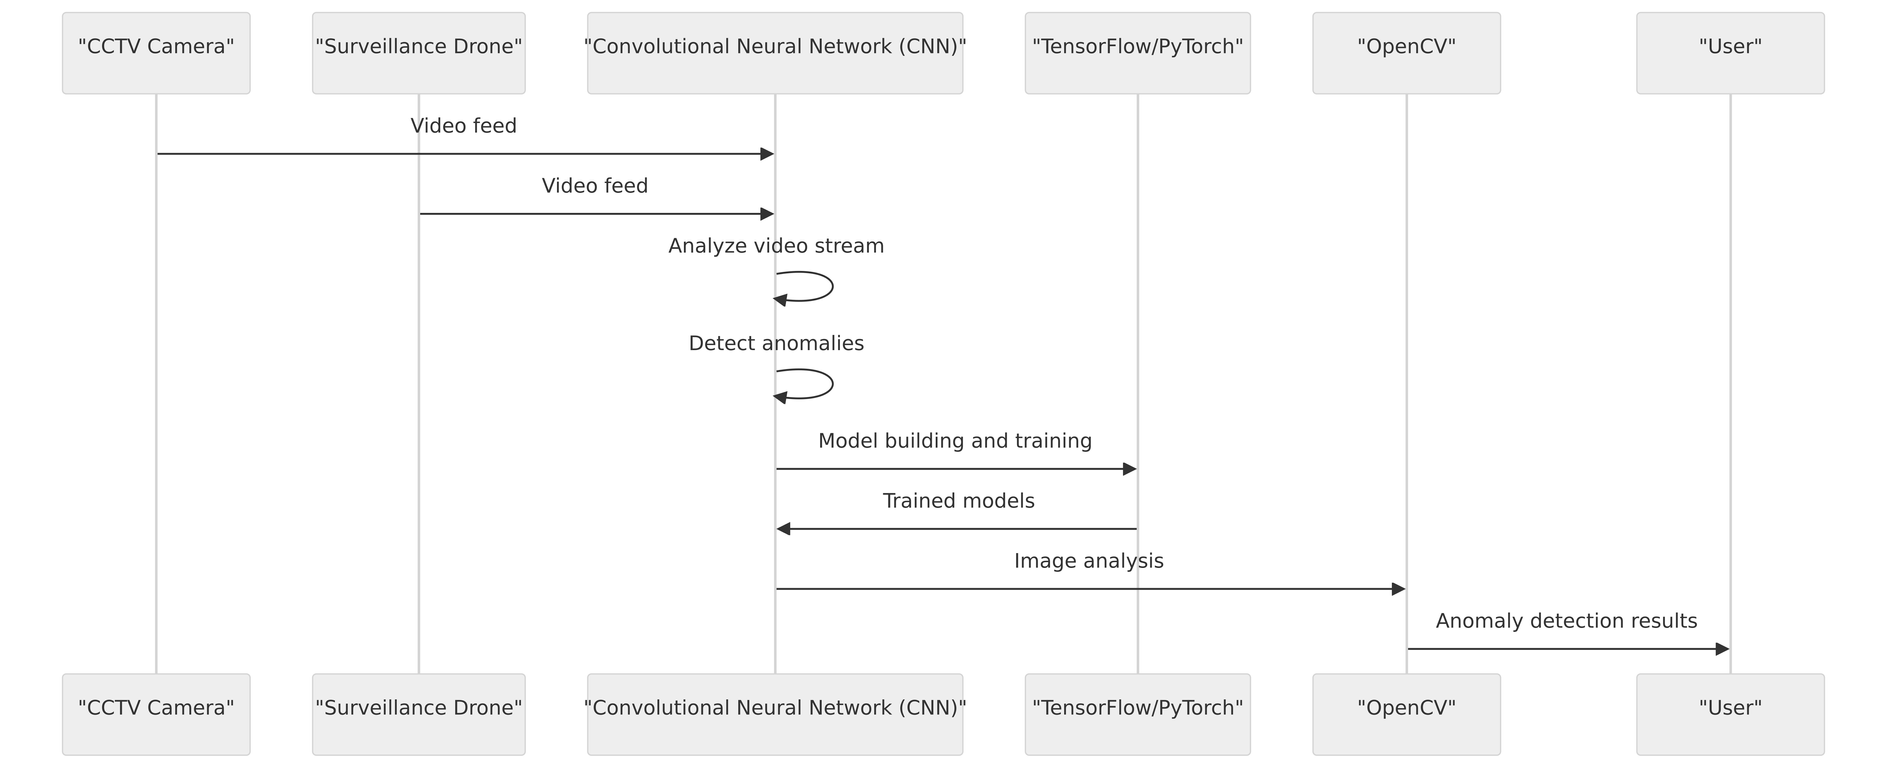 "CCTV Camera"
"Surveillance Drone"
"Convolutional Neural Network (CNN)"
"TensorFlow/PyTorch"
"OpenCV"
"User"
Video feed
Video feed
Analyze video stream
Detect anomalies
Model building and training
Trained models
Image analysis
Anomaly detection results
"CCTV Camera"
"Surveillance Drone"
"Convolutional Neural Network (CNN)"
"TensorFlow/PyTorch"
"OpenCV"
"User"